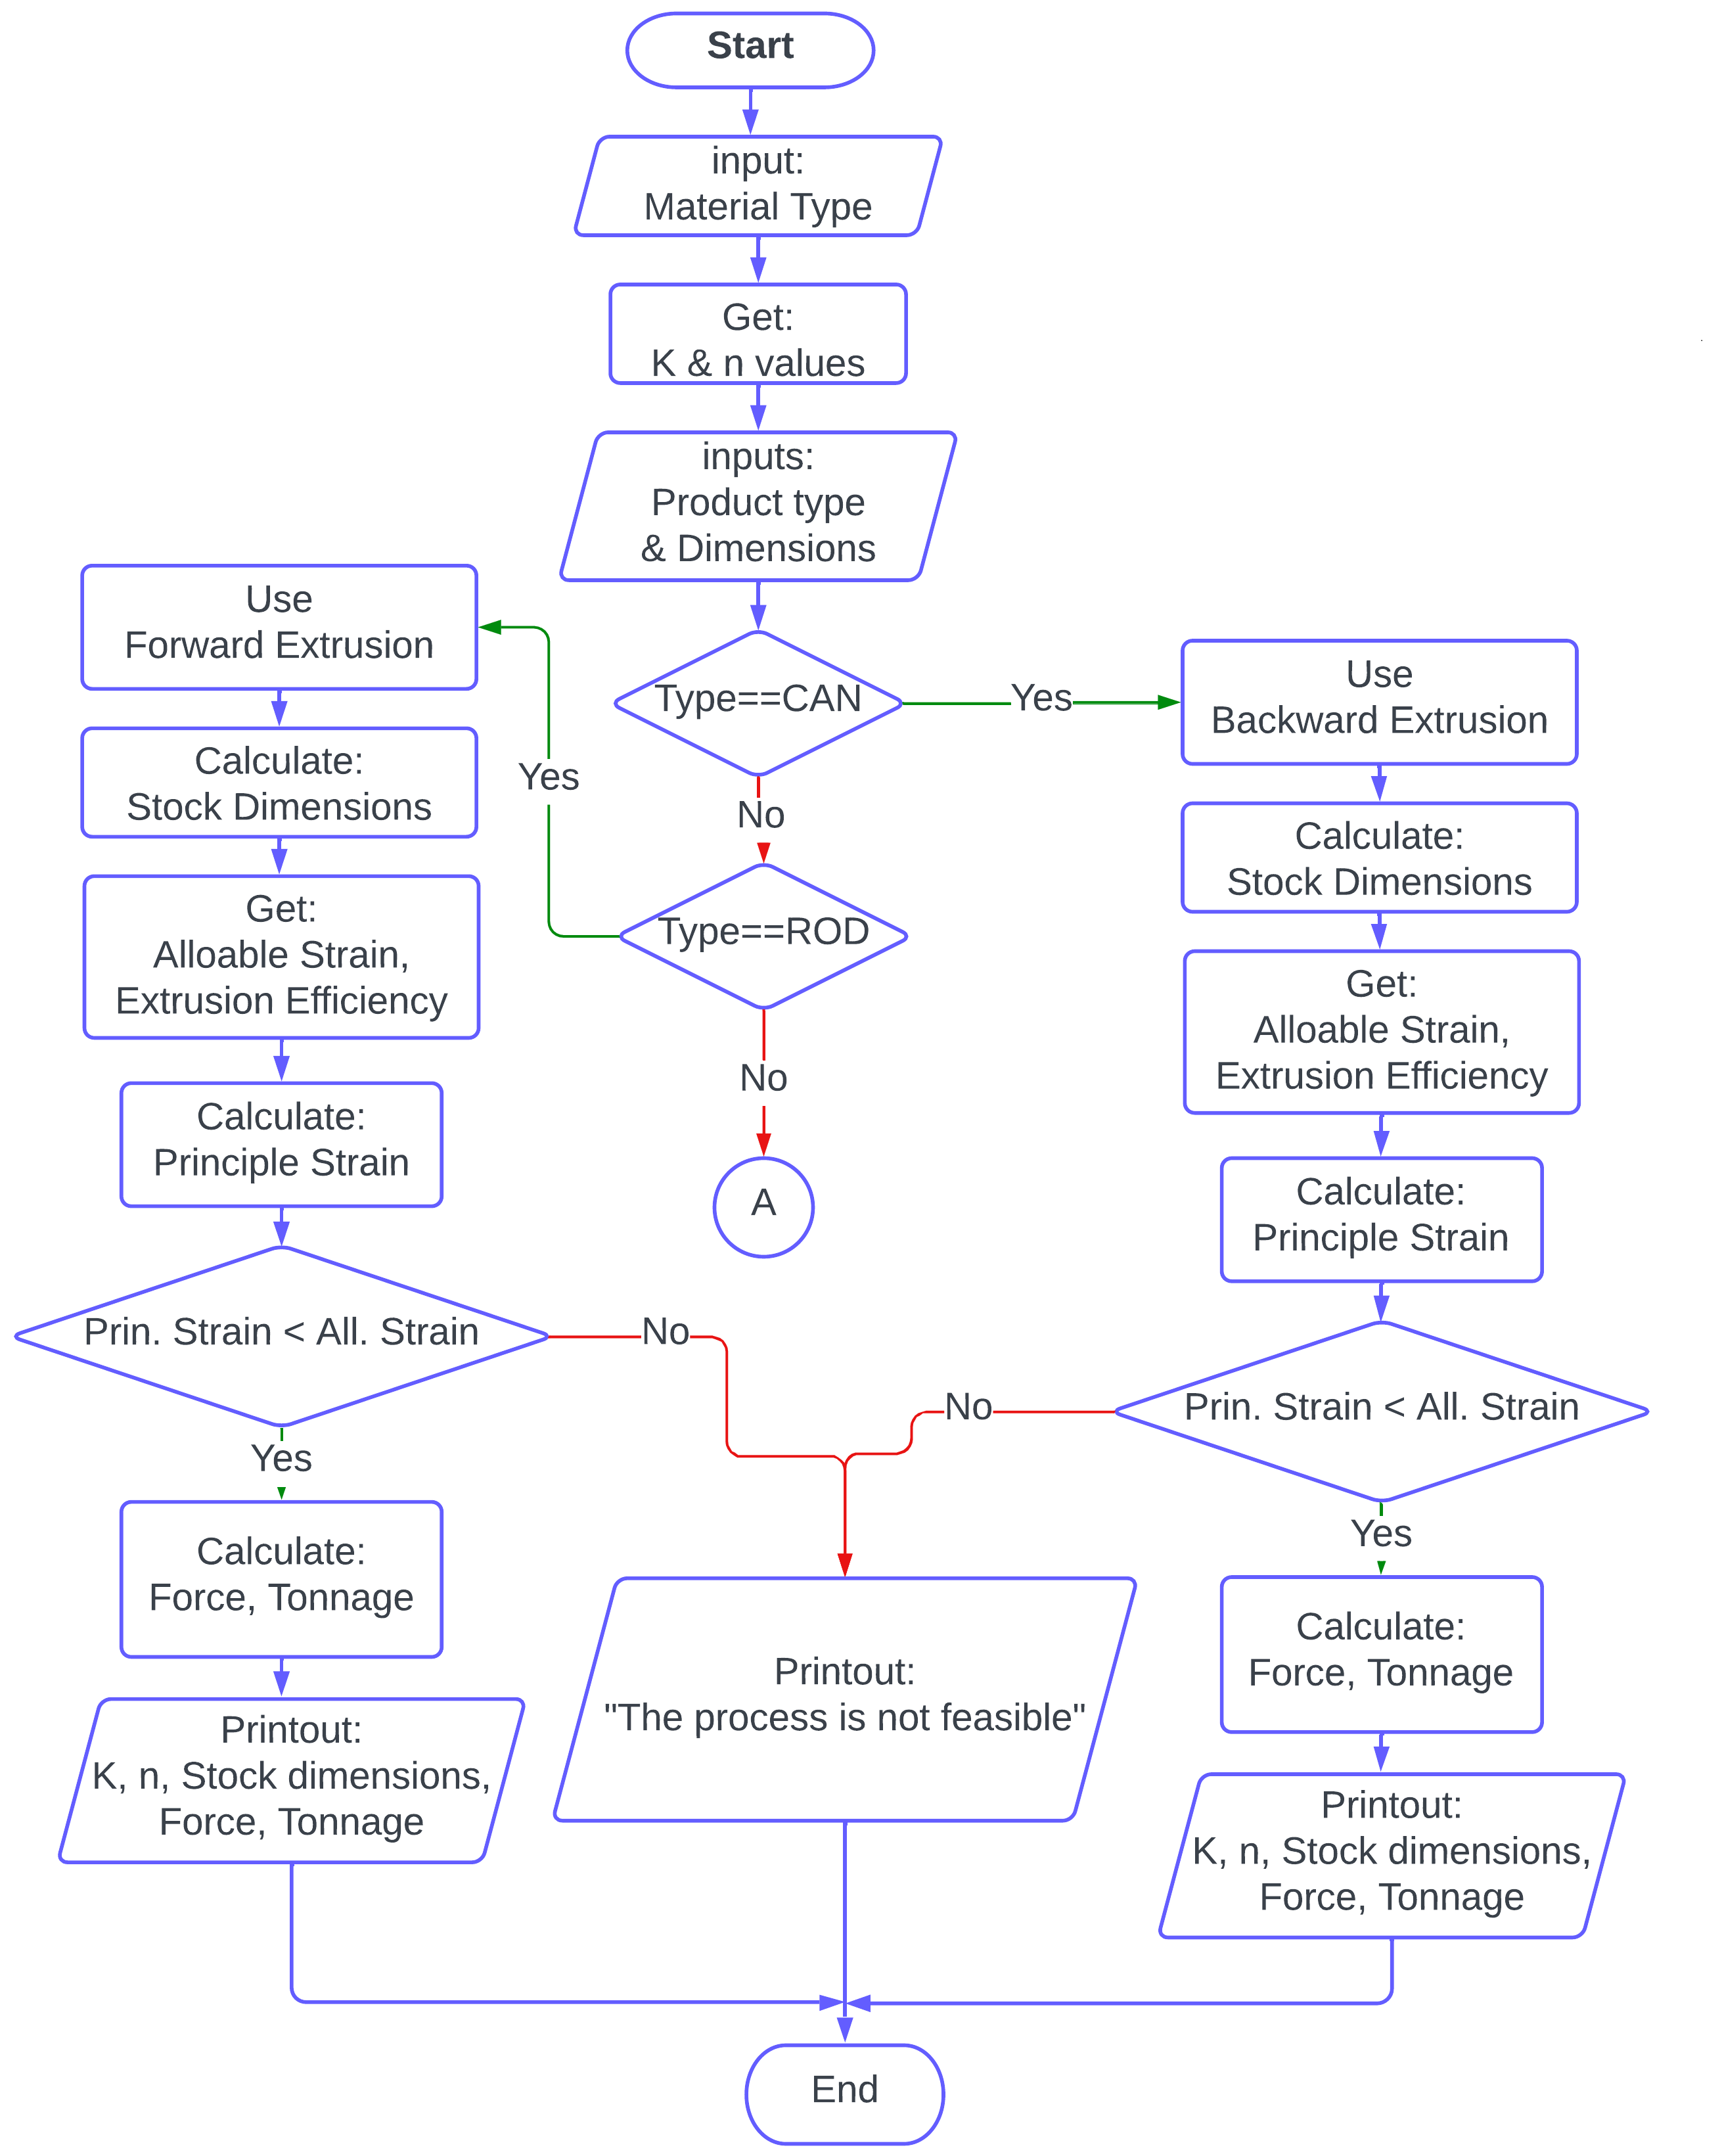 Start
input:
Material Type
Get:
K & n values
inputs:
Product type
& Dimensions
Type==CAN
Yes
No
Type==ROD
Yes
No
A
Use
Forward Extrusion
Calculate:
Stock Dimensions
Get:
Alloable Strain,
Extrusion Efficiency
Calculate:
Principle Strain
Prin. Strain < All. Strain
No
Yes
Calculate:
Force, Tonnage
Printout:
K, n, Stock dimensions,
Force, Tonnage
Use
Backward Extrusion
Calculate:
Stock Dimensions
Get:
Alloable Strain,
Extrusion Efficiency
Calculate:
Principle Strain
Prin. Strain < All. Strain
No
Yes
Calculate:
Force, Tonnage
Printout:
K, n, Stock dimensions,
Force, Tonnage
Printout:
"The process is not feasible"
End